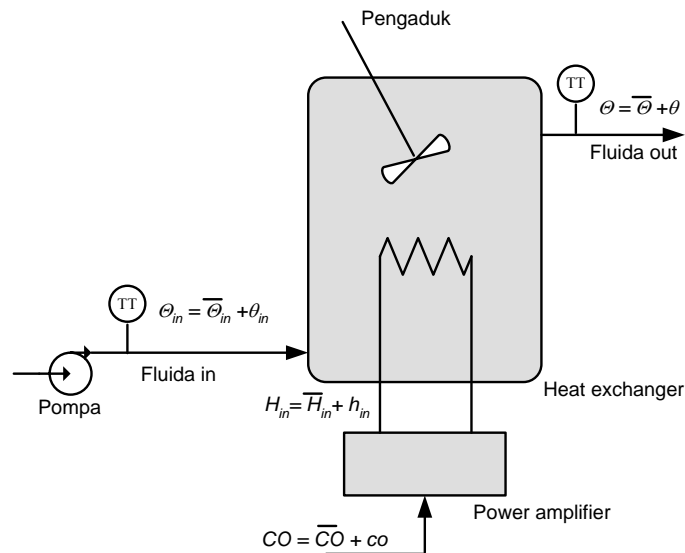 Pengaduk
TT
Θ = Θ̅ + θ
Fluida out
TT
Θin = Θ̅in + θin
Fluida in
Pompa
Heat exchanger
Hin = H̅in + hin
Power amplifier
CO = C̅O̅ + co